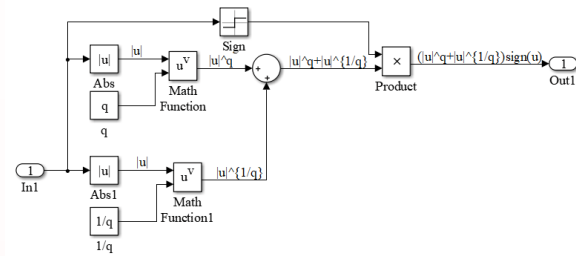 Sign
|u|
|u|
Abs
u^v
Math
Function
|u|^q
q
q
|u|^q+|u|^{1/q}
×
Product
(|u|^q+|u|^{1/q})sign(u)
1
Out1
1
In1
|u|
|u|
Abs1
u^v
Math
Function1
|u|^{1/q}
1/q
1/q